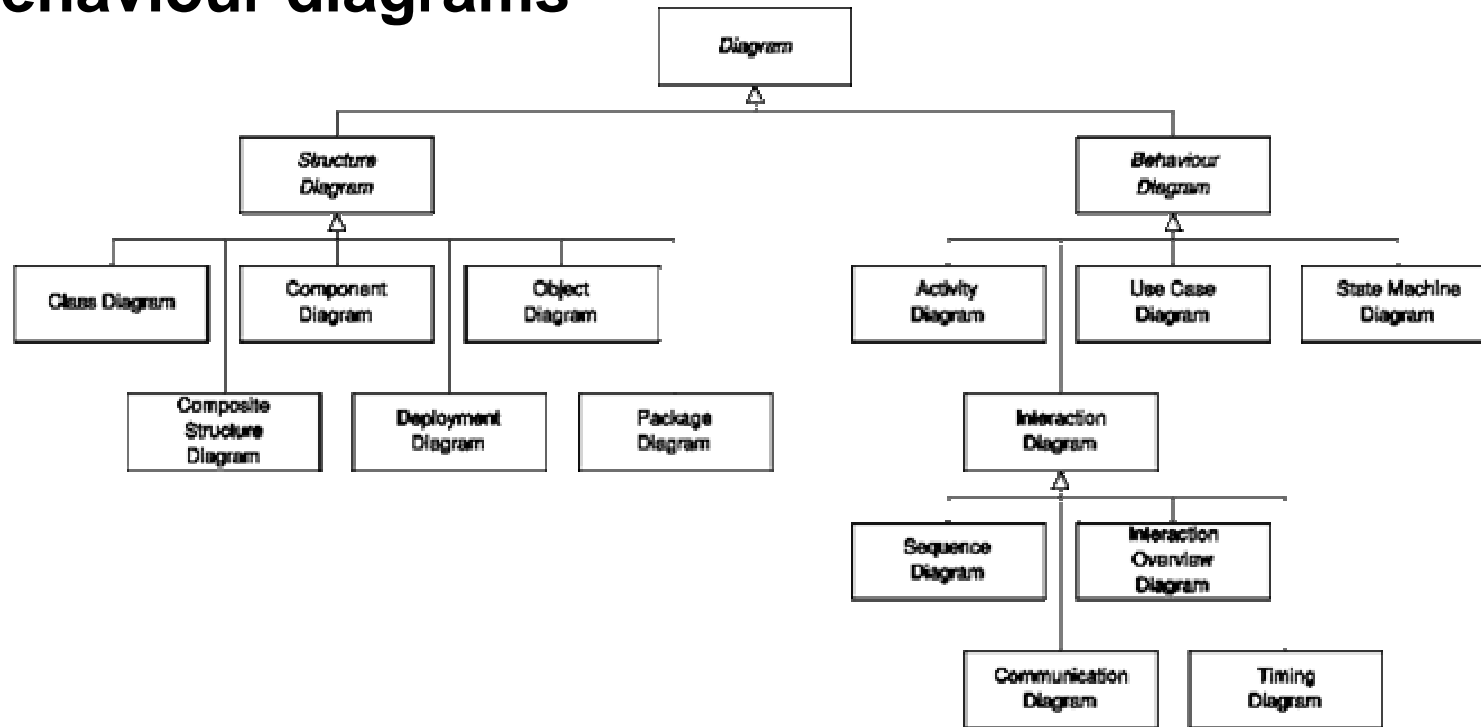 ehaviour diagrams
Diagram
Structure
Diagram
Behaviour
Diagram
Class Diagram
Component
Diagram
Object
Diagram
Activity
Diagram
Use Case
Diagram
State Machine
Diagram
Composite
Structure
Diagram
Deployment
Diagram
Package
Diagram
Interaction
Diagram
Sequence
Diagram
Interaction
Overview
Diagram
Communication
Diagram
Timing
Diagram